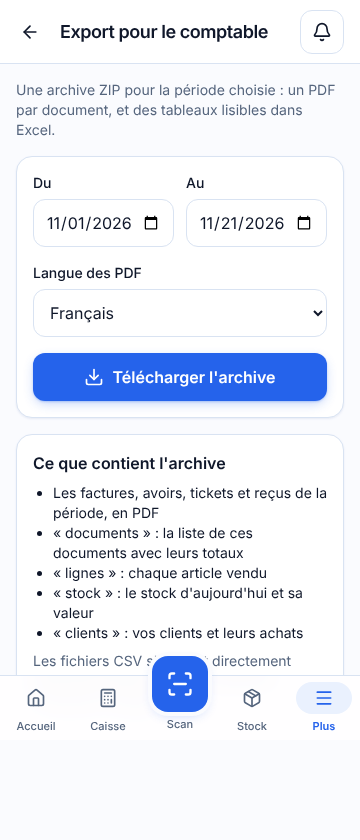 Export pour le comptable
Une archive ZIP pour la période choisie : un PDF
par document, et des tableaux lisibles dans
Excel.
Du
Au
11/01/2026
11/21/2026
Langue des PDF
Français
Télécharger l'archive
Ce que contient l'archive
• Les factures, avoirs, tickets et reçus de la
période, en PDF
• « documents » : la liste de ces
documents avec leurs totaux
• « lignes » : chaque article vendu
• « stock » : le stock d'aujourd'hui et sa
valeur
• « clients » : vos clients et leurs achats
Les fichiers CSV directement
Accueil
Caisse
Scan
Stock
Plus